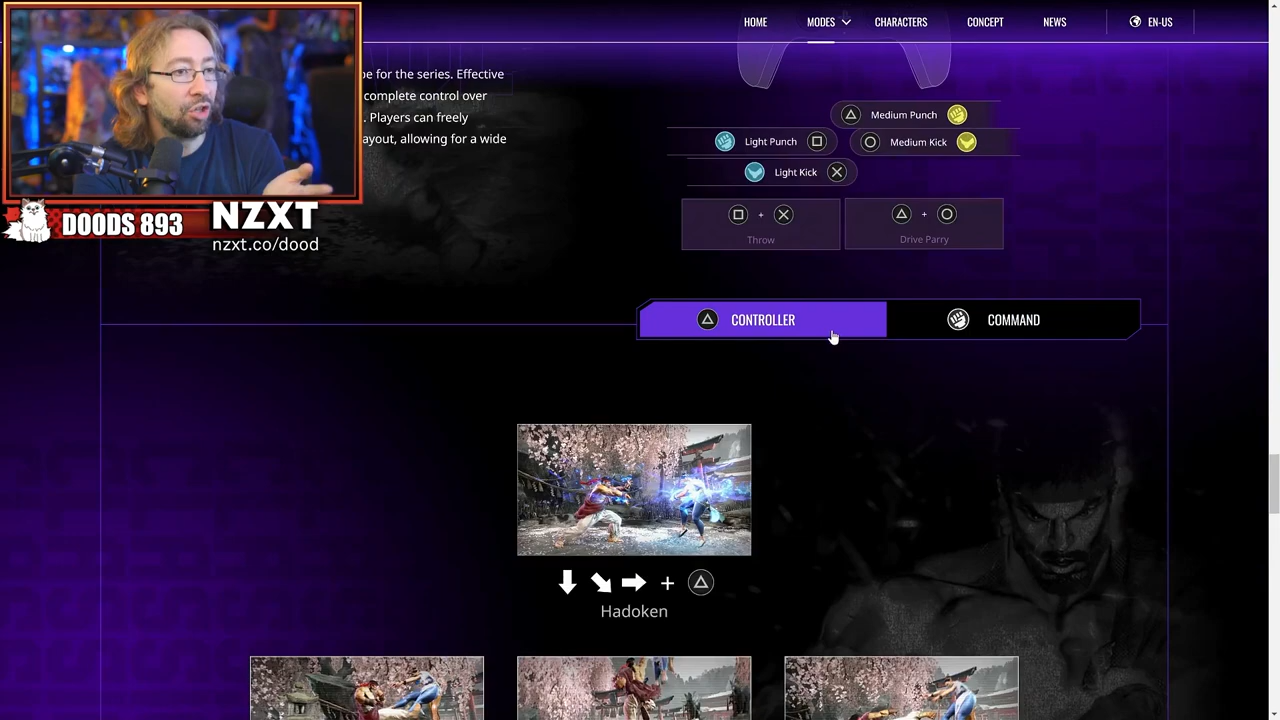 HOME
MODES
CHARACTERS
CONCEPT
NEWS
EN-US
pe for the series. Effective
complete control over
. Players can freely
ayout, allowing for a wide
Medium Punch
Light Punch
Medium Kick
Light Kick
+
Throw
+
Drive Parry
DOODS 893
NZXT
nzxt.co/dood
CONTROLLER
COMMAND
+
Hadoken